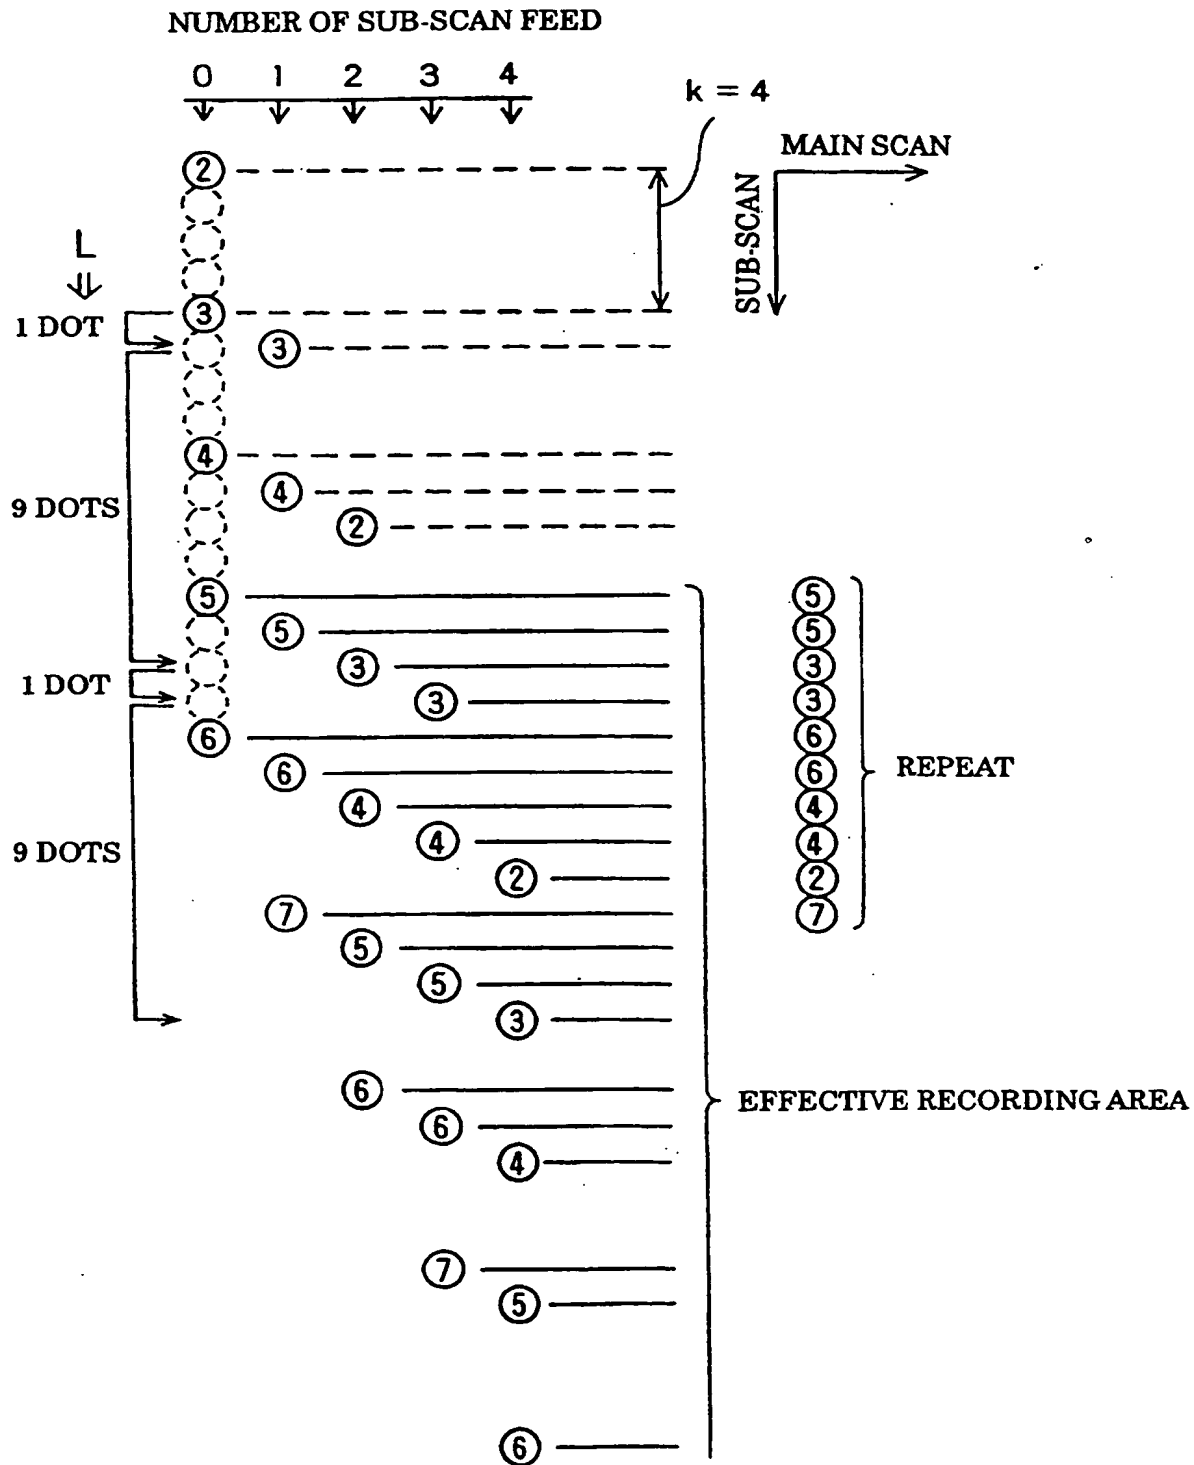 NUMBER OF SUB-SCAN FEED
0 1 2 3 4
k = 4
MAIN SCAN
SUB-SCAN
2
L
3
1 DOT
3
4
4
9 DOTS
2
5 5
5 5
3 3
1 DOT
3 3
6 6
6 6
REPEAT
4 4
9 DOTS
4 4
2 2
7 7
5
5
3
6
EFFECTIVE RECORDING AREA
6
4
7
5
6